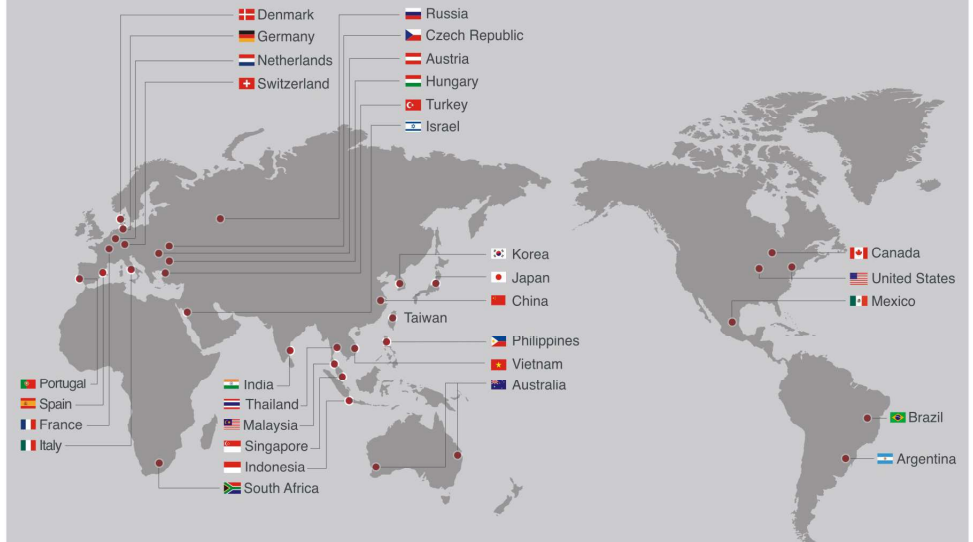 Denmark
Germany
Netherlands
Switzerland
Russia
Czech Republic
Austria
Hungary
Turkey
Israel
Korea
Japan
China
Taiwan
Philippines
Vietnam
Australia
Portugal
Spain
France
Italy
India
Thailand
Malaysia
Singapore
Indonesia
South Africa
Canada
United States
Mexico
Brazil
Argentina